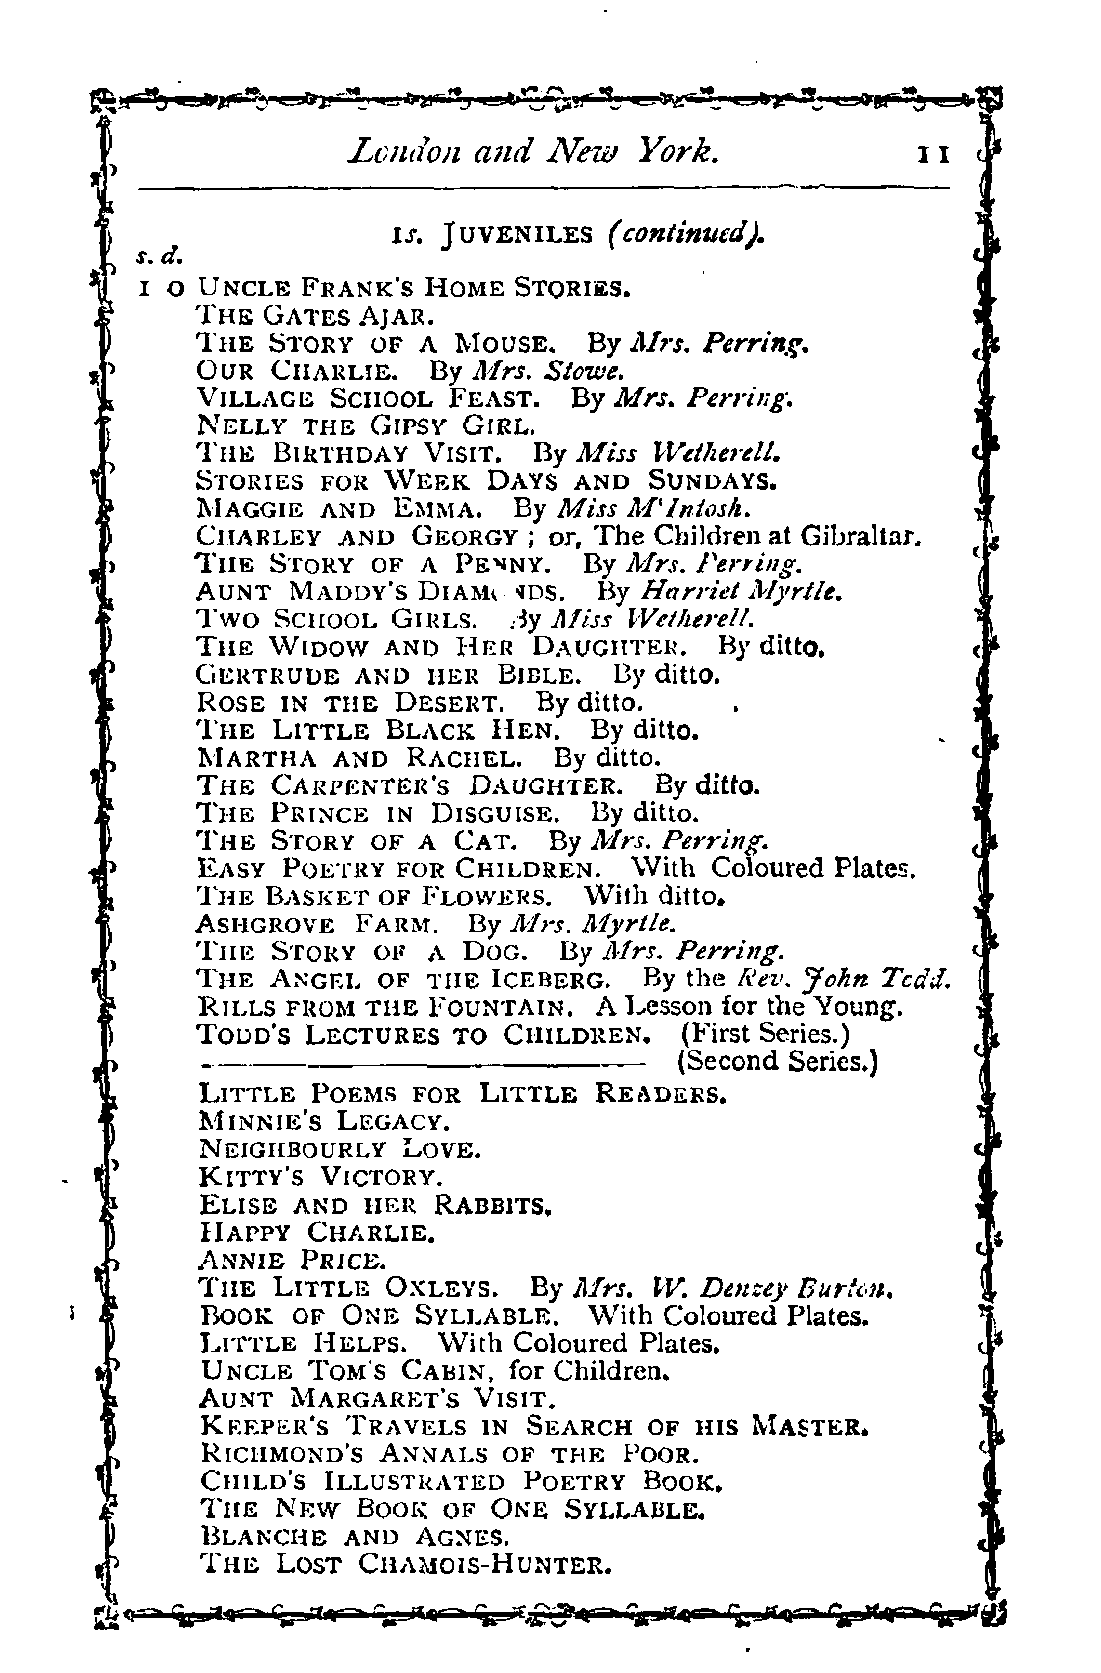 London and New York. 11
1s. JUVENILES (continued).
s. d.
1 0 UNCLE FRANK'S HOME STORIES.
THE GATES AJAR.
THE STORY OF A MOUSE. By Mrs. Perring.
OUR CHARLIE. By Mrs. Stowe.
VILLAGE SCHOOL FEAST. By Mrs. Perring.
NELLY THE GIPSY GIRL.
THE BIRTHDAY VISIT. By Miss Wetherell.
STORIES FOR WEEK DAYS AND SUNDAYS.
MAGGIE AND EMMA. By Miss M'Intosh.
CHARLEY AND GEORGY; or, The Children at Gibraltar.
THE STORY OF A PENNY. By Mrs. Perring.
AUNT MADDY'S DIAMONDS. By Harriet Myrtle.
TWO SCHOOL GIRLS. By Miss Wetherell.
THE WIDOW AND HER DAUGHTER. By ditto.
GERTRUDE AND HER BIBLE. By ditto.
ROSE IN THE DESERT. By ditto.
THE LITTLE BLACK HEN. By ditto.
MARTHA AND RACHEL. By ditto.
THE CARPENTER'S DAUGHTER. By ditto.
THE PRINCE IN DISGUISE. By ditto.
THE STORY OF A CAT. By Mrs. Perring.
EASY POETRY FOR CHILDREN. With Coloured Plates.
THE BASKET OF FLOWERS. With ditto.
ASHGROVE FARM. By Mrs. Myrtle.
THE STORY OF A DOG. By Mrs. Perring.
THE ANGEL OF THE ICEBERG. By the Rev. John Todd.
RILLS FROM THE FOUNTAIN. A Lesson for the Young.
TODD'S LECTURES TO CHILDREN. (First Series.)
———————— (Second Series.)
LITTLE POEMS FOR LITTLE READERS.
MINNIE'S LEGACY.
NEIGHBOURLY LOVE.
KITTY'S VICTORY.
ELISE AND HER RABBITS.
HAPPY CHARLIE.
ANNIE PRICE.
THE LITTLE OXLEYS. By Mrs. W. Denzey Burton.
BOOK OF ONE SYLLABLE. With Coloured Plates.
LITTLE HELPS. With Coloured Plates.
UNCLE TOM'S CABIN, for Children.
AUNT MARGARET'S VISIT.
KEEPER'S TRAVELS IN SEARCH OF HIS MASTER.
RICHMOND'S ANNALS OF THE POOR.
CHILD'S ILLUSTRATED POETRY BOOK.
THE NEW BOOK OF ONE SYLLABLE.
BLANCHE AND AGNES.
THE LOST CHAMOIS-HUNTER.